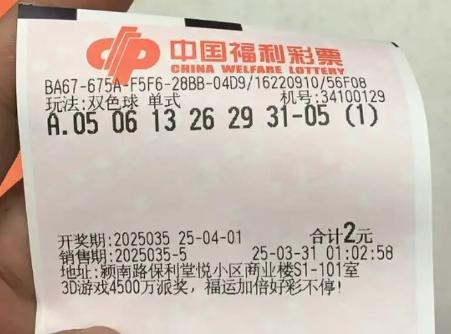 中国福利彩票
CHINA WELFARE LOTTERY
BA67-675A-F5F6-28BB-04D9/16220910/56F08
玩法:双色球 单式 机号:34100129
A.05 06 13 26 29 31-05 (1)
开奖期:2025035 25-04-01 合计2元
销售期:2025035-5 25-03-31 01:02:58
地址:颍南路保利堂悦小区商业楼S1-101室
3D游戏4500万派奖，福运加倍好彩不停!